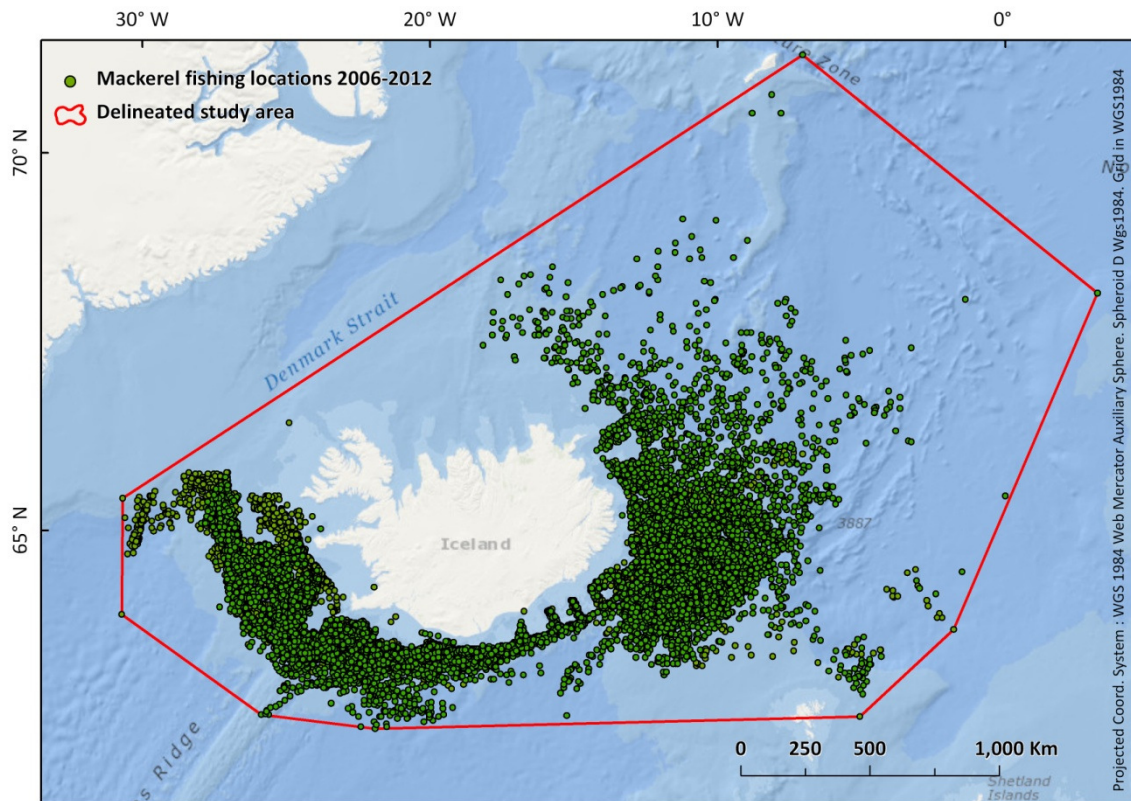 30° W
20° W
10° W
0°
Mackerel fishing locations 2006-2012
Delineated study area
Zone
70° N
Denmark Strait
65° N
Iceland
3887
Ridge
0 250 500 1,000 Km
Shetland
Islands
Projected Coord. System : WGS 1984 Web Mercator Auxiliary Sphere. Spheroid D Wgs1984. Grid in WGS1984